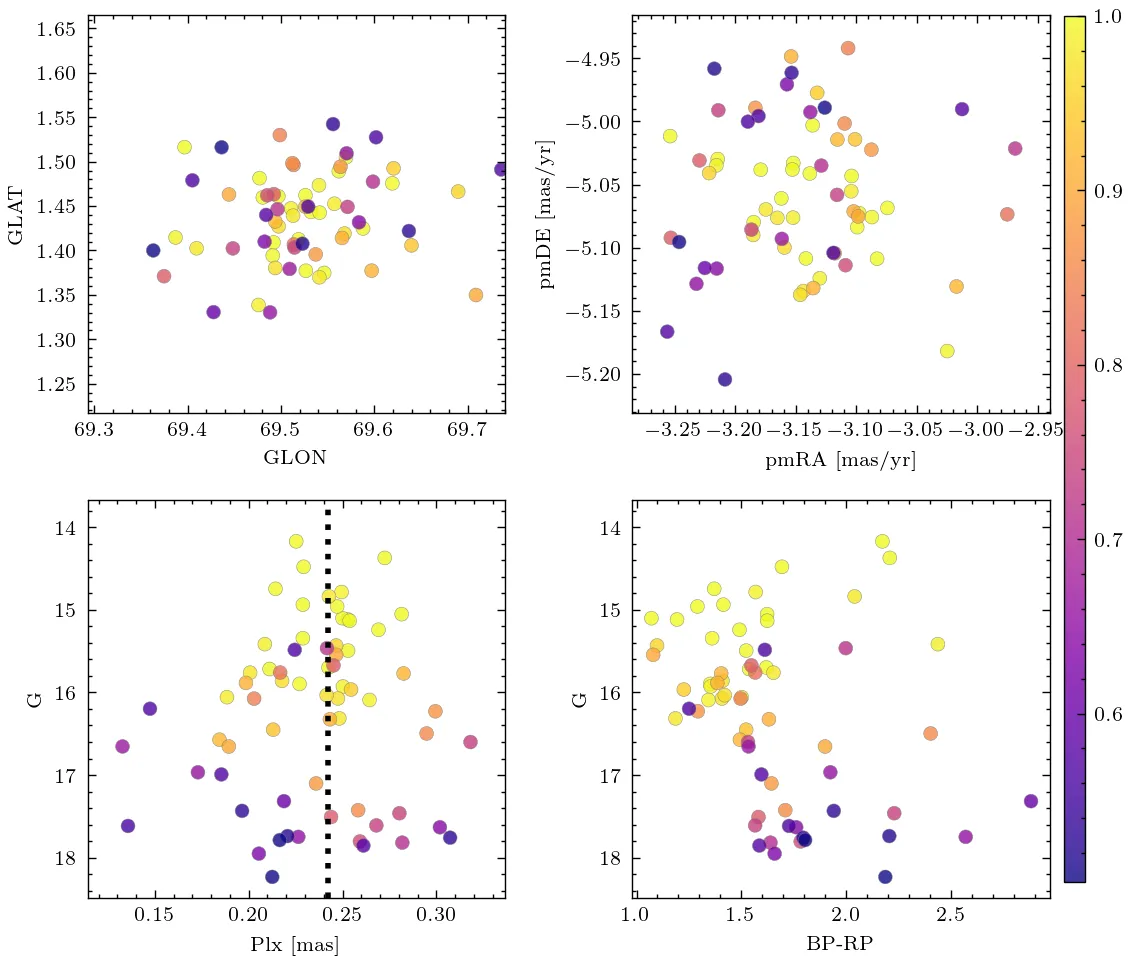 1.65
1.60
1.55
1.50
1.45
1.40
1.35
1.30
1.25
GLAT
69.3 69.4 69.5 69.6 69.7
GLON
−4.95
−5.00
−5.05
−5.10
−5.15
−5.20
pmDE [mas/yr]
−3.25 −3.20 −3.15 −3.10 −3.05 −3.00 −2.95
pmRA [mas/yr]
14
15
16
17
18
G
0.15 0.20 0.25 0.30
Plx [mas]
14
15
16
17
18
G
1.0 1.5 2.0 2.5
BP-RP
1.0
0.9
0.8
0.7
0.6